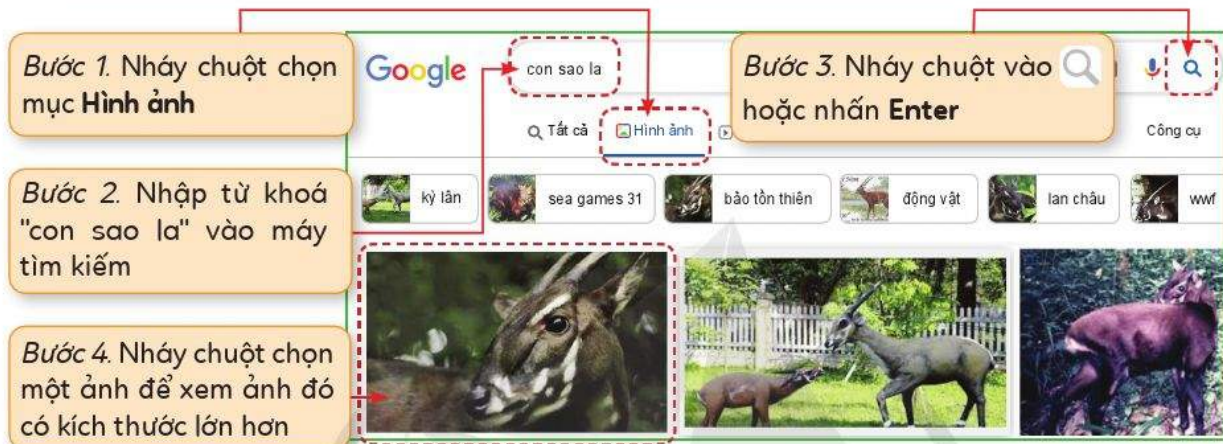 Bước 1. Nháy chuột chọn
mục Hình ảnh
Google
con sao la
Bước 3. Nháy chuột vào
hoặc nhấn Enter
Tất cả
Hình ảnh
Công cụ
Bước 2. Nhập từ khoá
"con sao la" vào máy
tìm kiếm
kỳ lân
sea games 31
bảo tồn thiên
động vật
lan châu
wwf
Bước 4. Nháy chuột chọn
một ảnh để xem ảnh đó
có kích thước lớn hơn